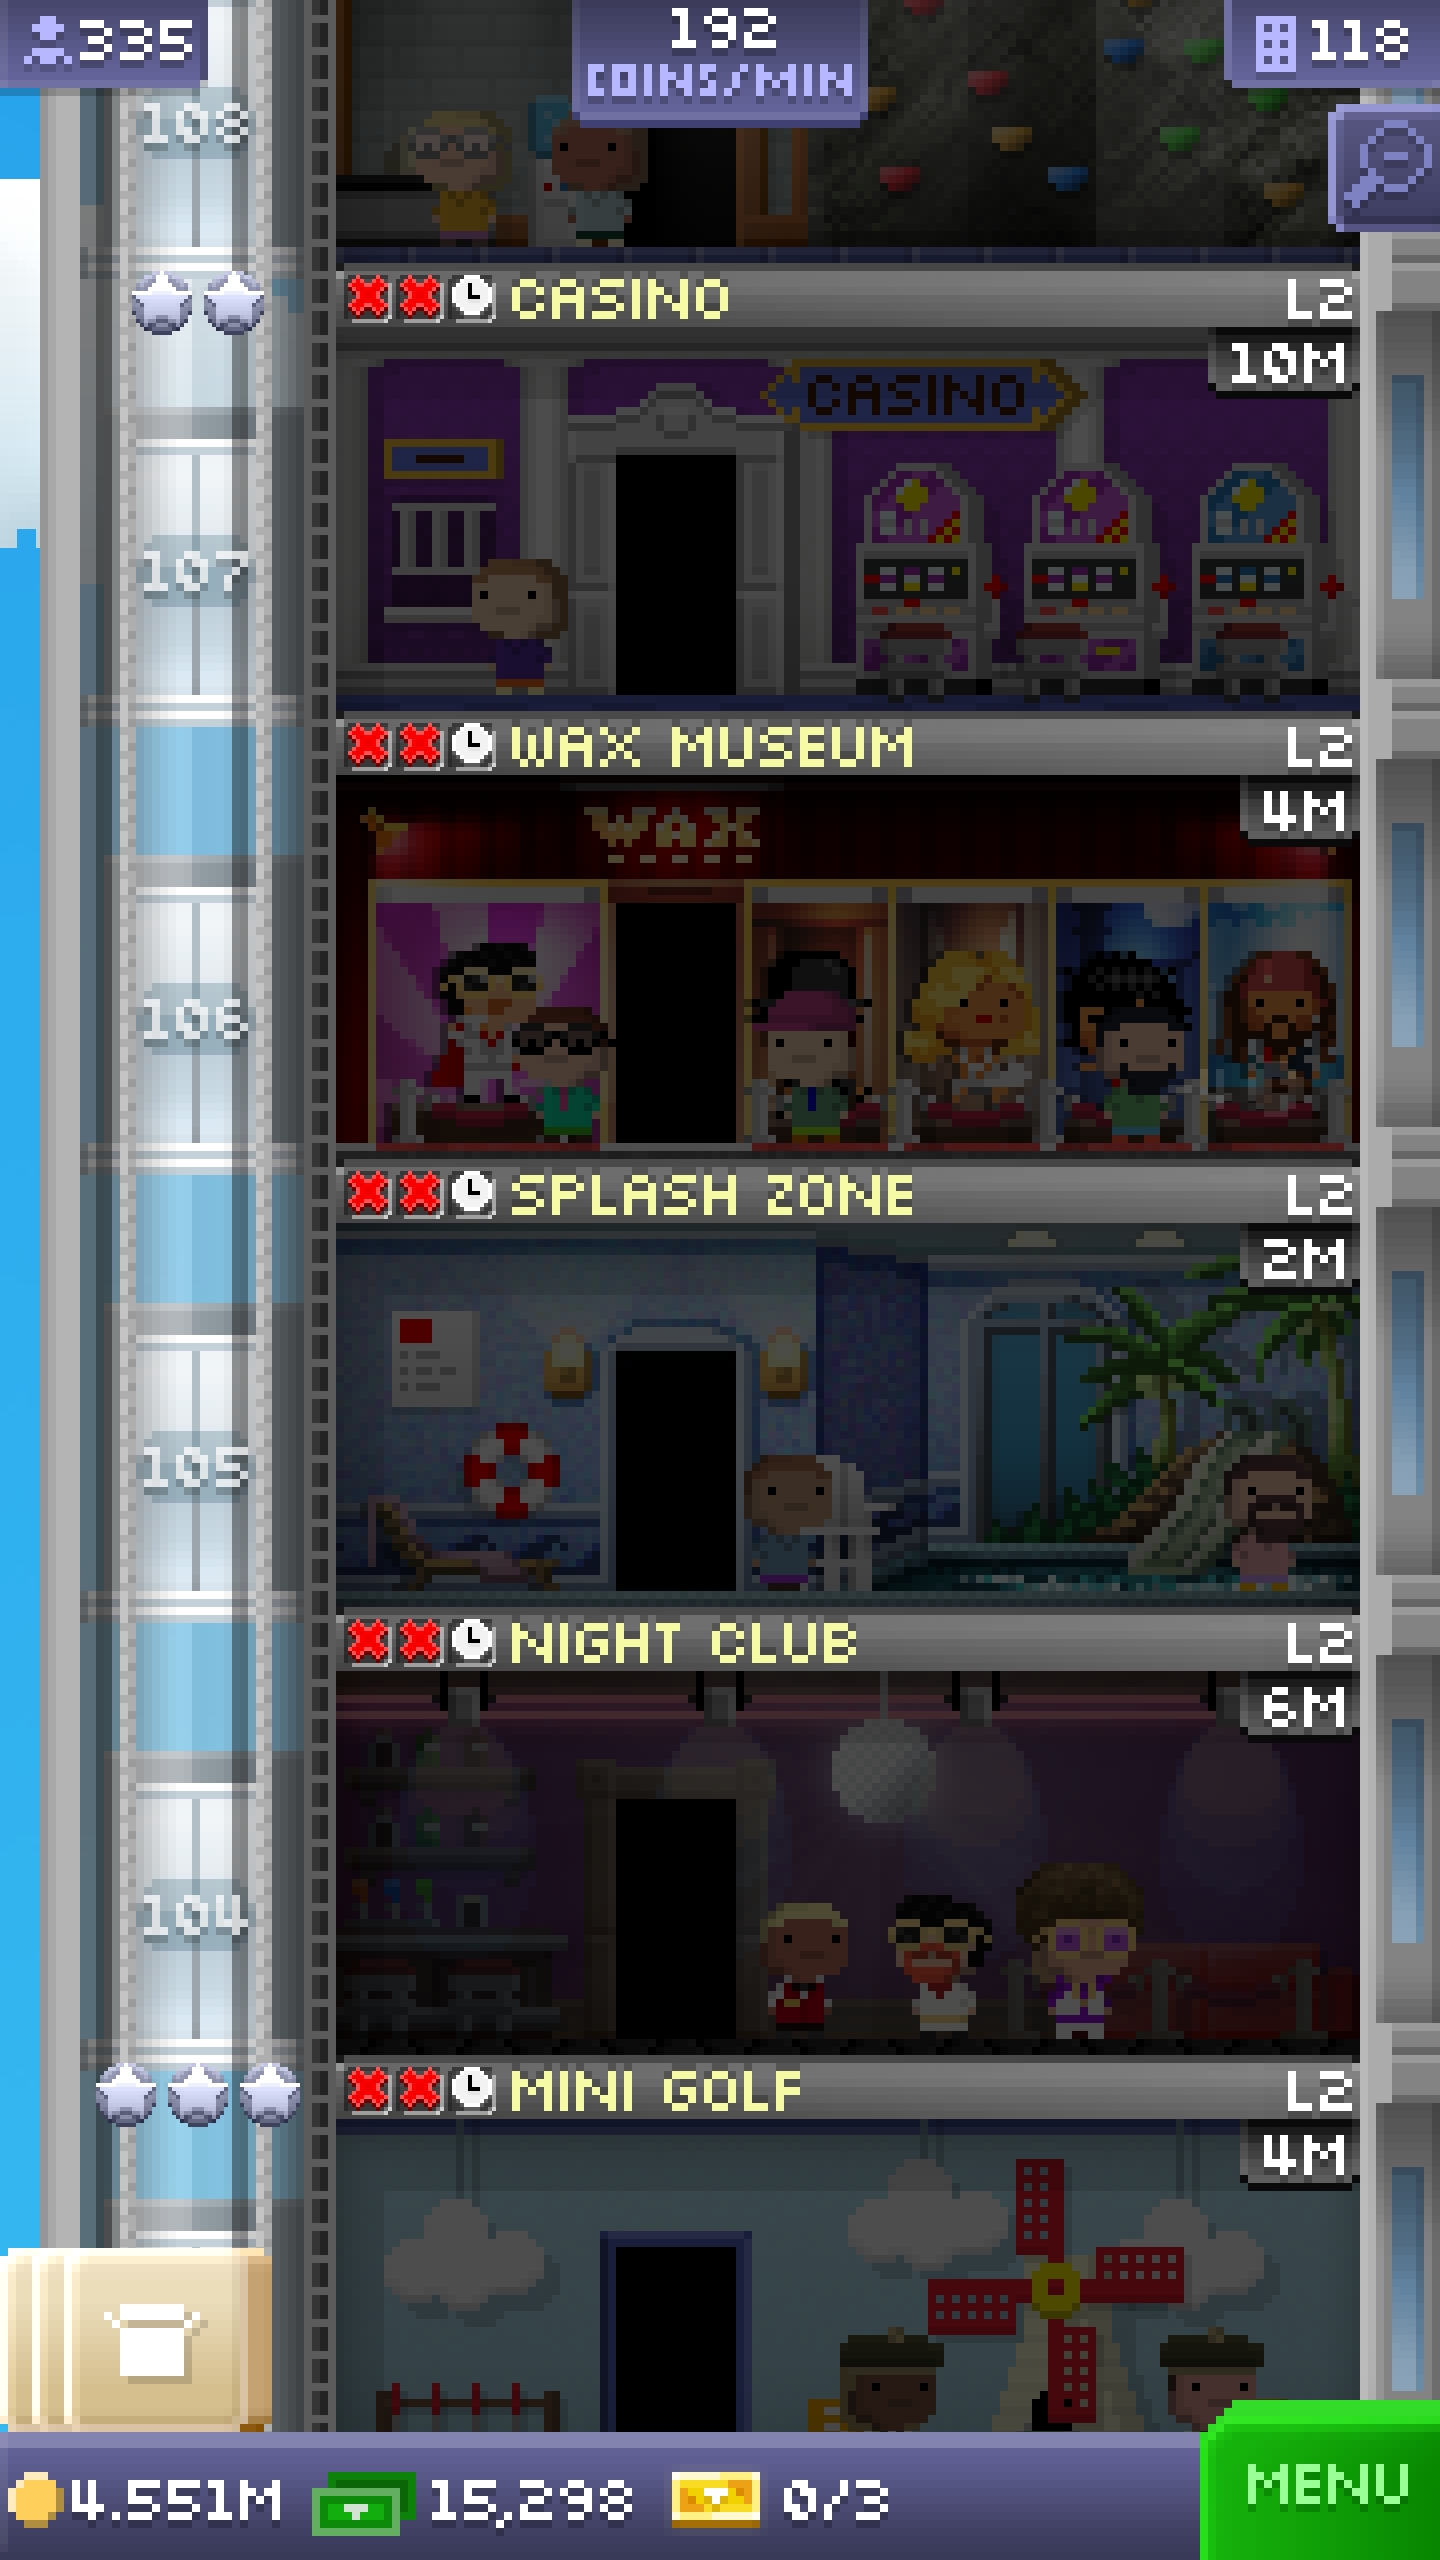 335
192
COINS/MIN
118
108
CASINO L2
10M
CASINO
107
WAX MUSEUM L2
4M
WAX
106
SPLASH ZONE L2
2M
105
NIGHT CLUB L2
6M
104
MINI GOLF L2
4M
4.551M 15,298 0/3
MENU